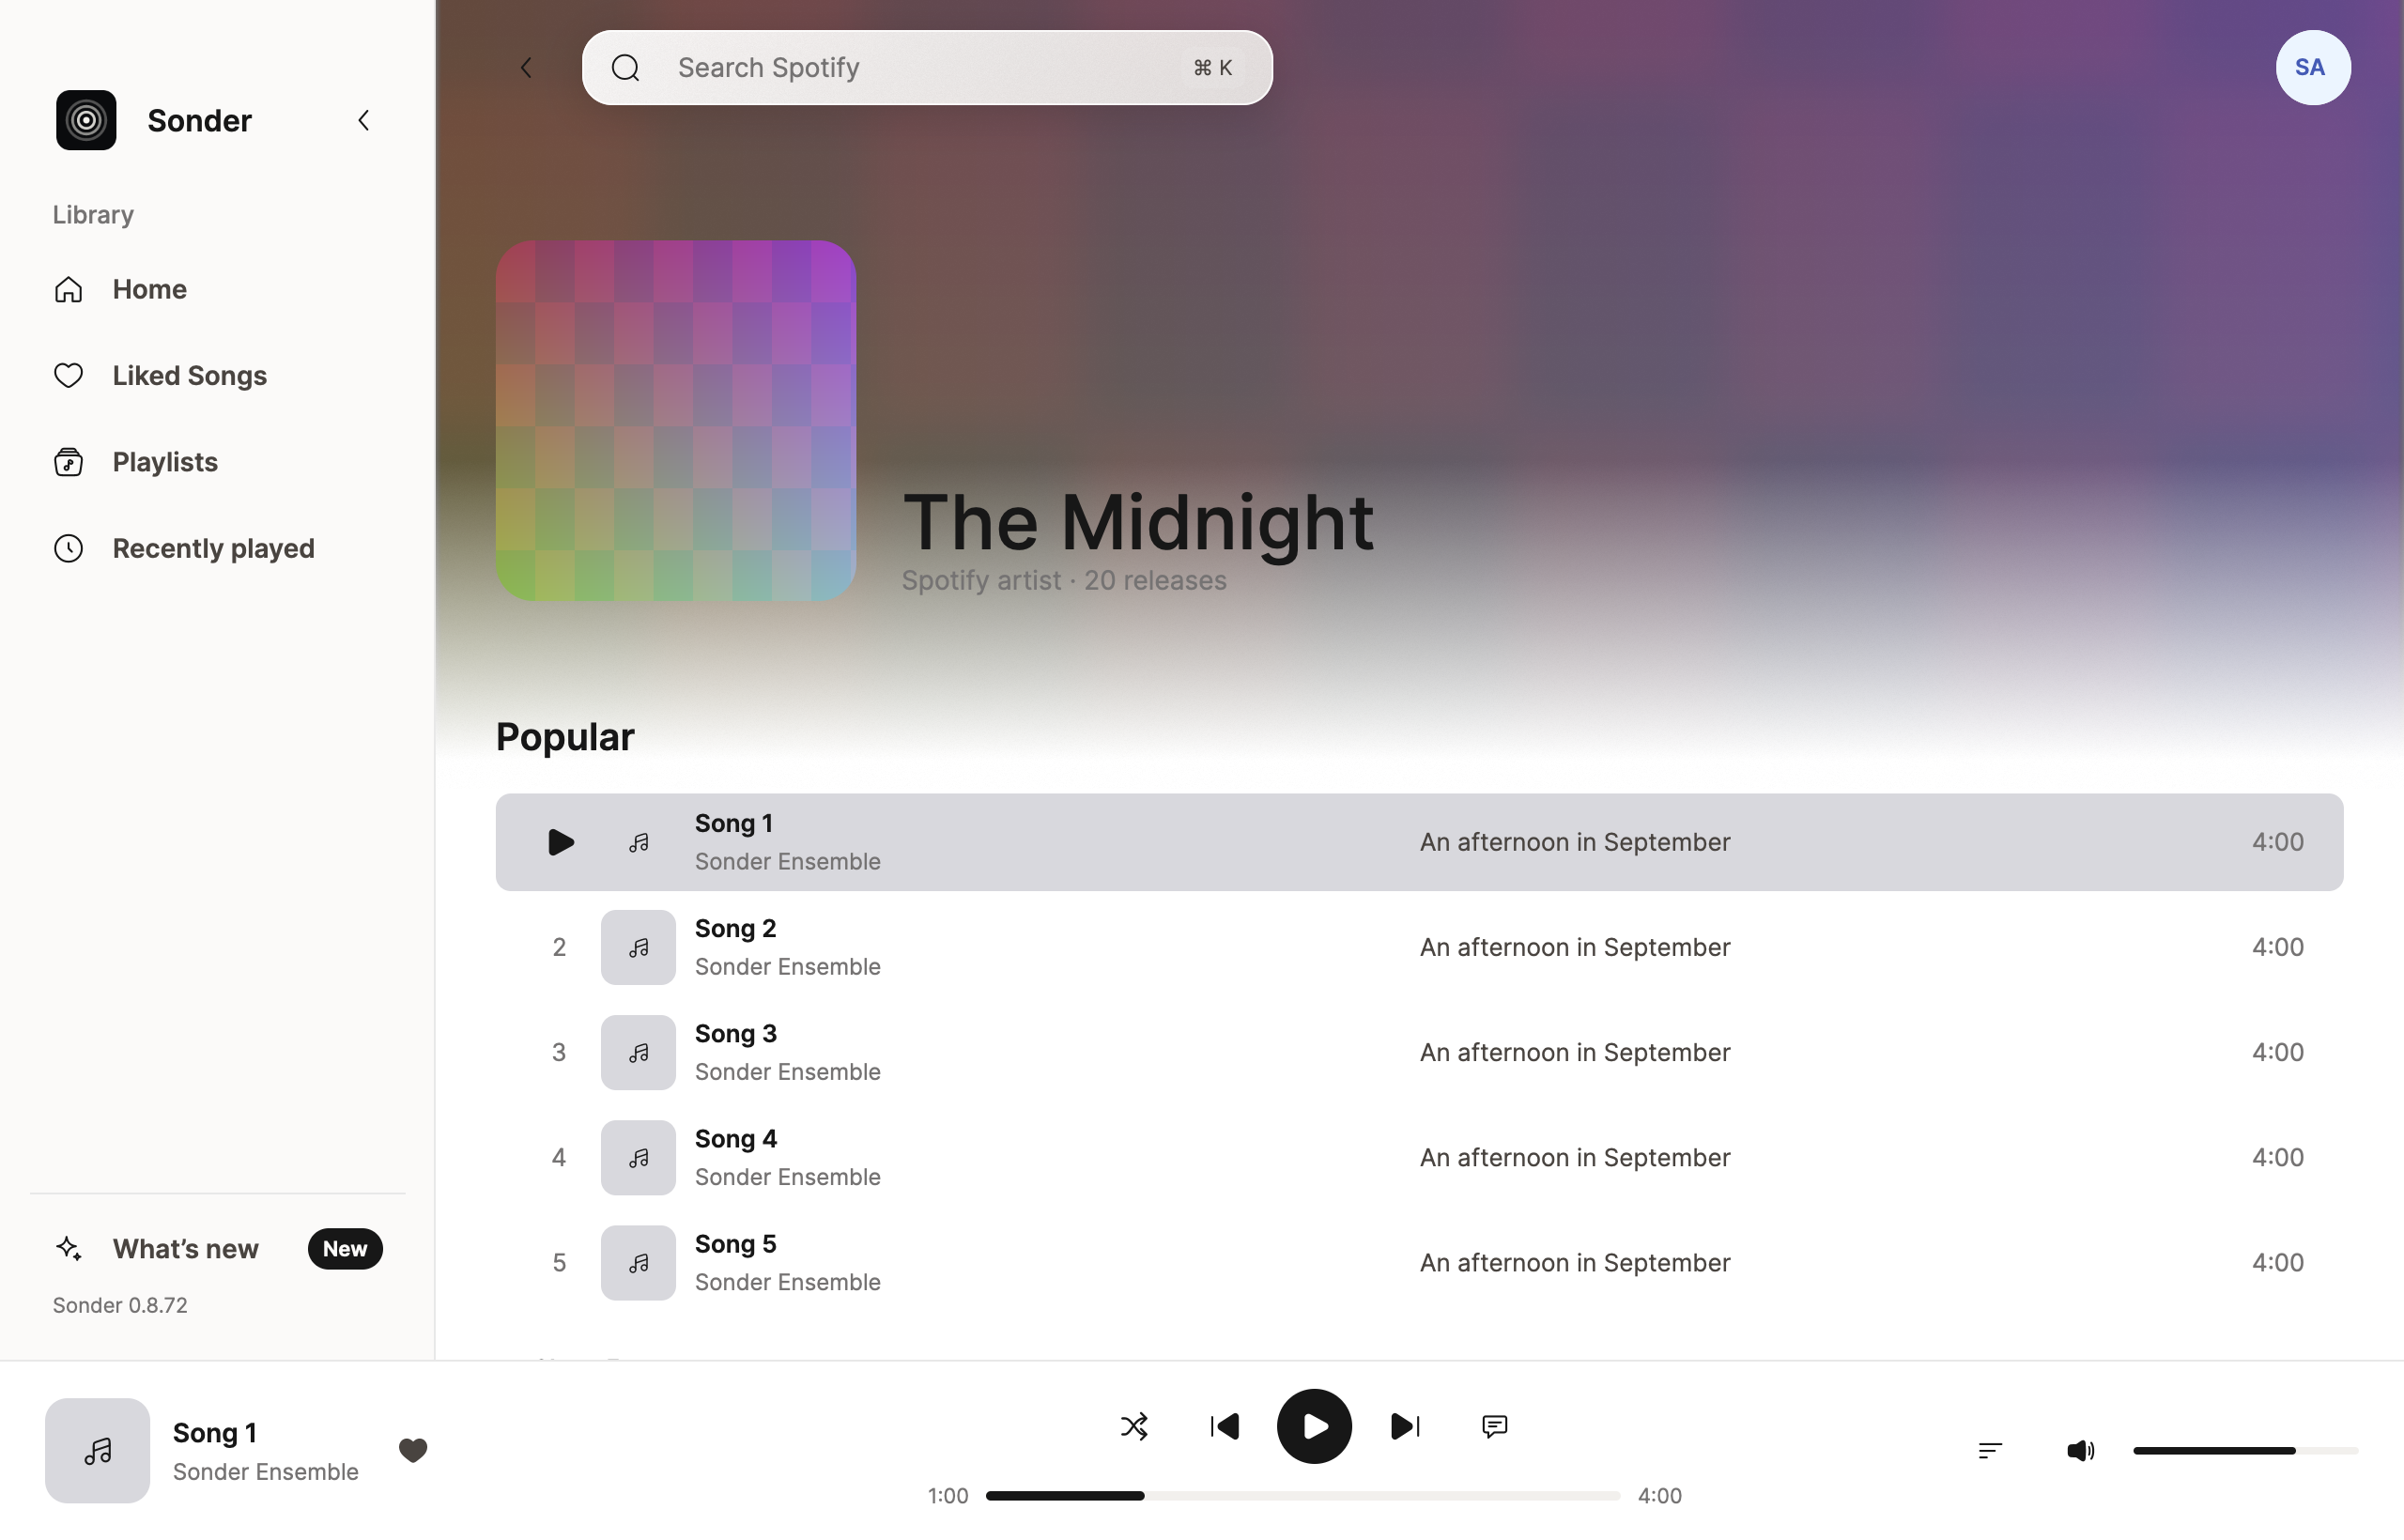 Sonder
Library
Home
Liked Songs
Playlists
Recently played
What’s new
New
Sonder 0.8.72
Search Spotify
⌘ K
SA
The Midnight
Spotify artist · 20 releases
Popular
Song 1
Sonder Ensemble
An afternoon in September
4:00
2
Song 2
Sonder Ensemble
An afternoon in September
4:00
3
Song 3
Sonder Ensemble
An afternoon in September
4:00
4
Song 4
Sonder Ensemble
An afternoon in September
4:00
5
Song 5
Sonder Ensemble
An afternoon in September
4:00
Song 1
Sonder Ensemble
1:00
4:00